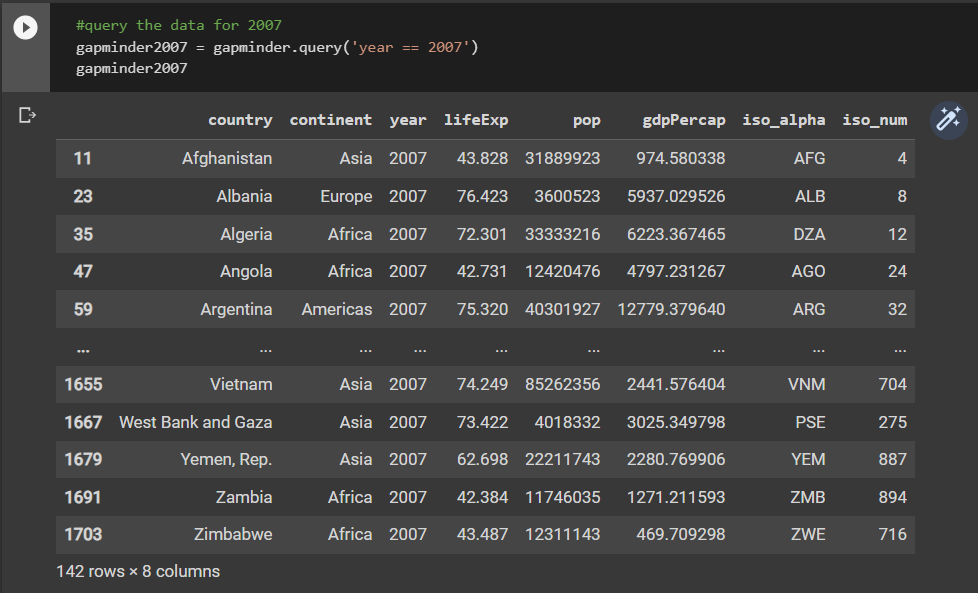 #query the data for 2007
gapminder2007 = gapminder.query('year == 2007')
gapminder2007
country continent year lifeExp pop gdpPercap iso_alpha iso_num
11 Afghanistan Asia 2007 43.828 31889923 974.580338 AFG 4
23 Albania Europe 2007 76.423 3600523 5937.029526 ALB 8
35 Algeria Africa 2007 72.301 33333216 6223.367465 DZA 12
47 Angola Africa 2007 42.731 12420476 4797.231267 AGO 24
59 Argentina Americas 2007 75.320 40301927 12779.379640 ARG 32
... ... ... ... ... ... ... ... ...
1655 Vietnam Asia 2007 74.249 85262356 2441.576404 VNM 704
1667 West Bank and Gaza Asia 2007 73.422 4018332 3025.349798 PSE 275
1679 Yemen, Rep. Asia 2007 62.698 22211743 2280.769906 YEM 887
1691 Zambia Africa 2007 42.384 11746035 1271.211593 ZMB 894
1703 Zimbabwe Africa 2007 43.487 12311143 469.709298 ZWE 716
142 rows × 8 columns